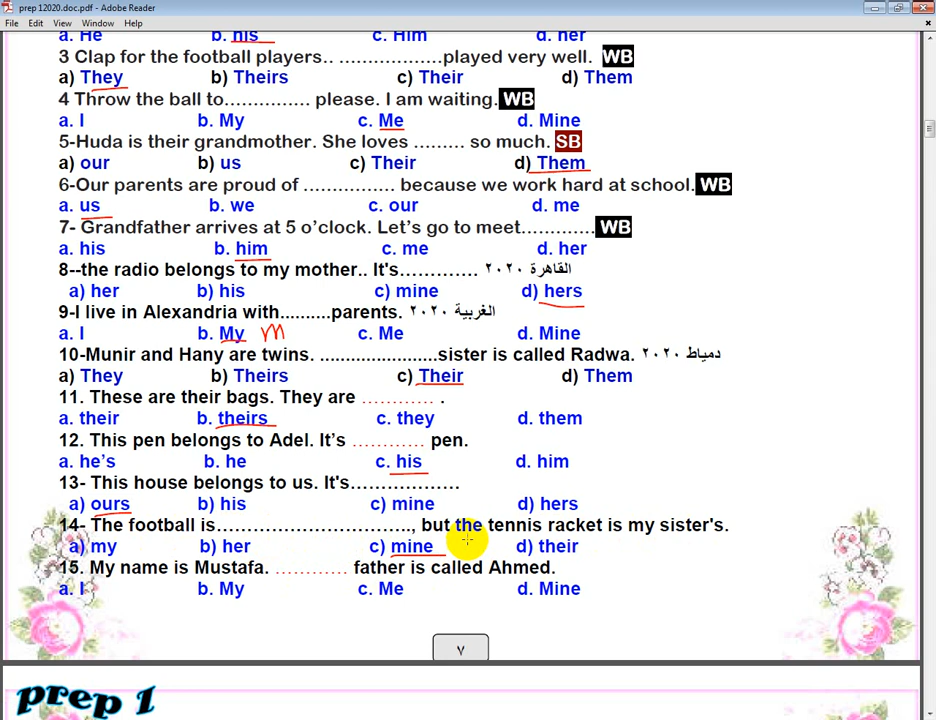 prep 12020.doc.pdf - Adobe Reader
File Edit View Window Help
a. He b. his c. Him d. her
3 Clap for the football players.. ..................played very well. WB
a) They b) Theirs c) Their d) Them
4 Throw the ball to............... please. I am waiting. WB
a. I b. My c. Me d. Mine
5-Huda is their grandmother. She loves ......... so much. SB
a) our b) us c) Their d) Them
6-Our parents are proud of ................ because we work hard at school. WB
a. us b. we c. our d. me
7- Grandfather arrives at 5 o'clock. Let's go to meet............. WB
a. his b. him c. me d. her
8--the radio belongs to my mother.. It's............. القاهرة ٢٠٢٠
a) her b) his c) mine d) hers
9-I live in Alexandria with.........parents. الغربية ٢٠٢٠
a. I b. My m c. Me d. Mine
10-Munir and Hany are twins. .......................sister is called Radwa. دمياط ٢٠٢٠
a) They b) Theirs c) Their d) Them
11. These are their bags. They are ............ .
a. their b. theirs c. they d. them
12. This pen belongs to Adel. It's ............ pen.
a. he's b. he c. his d. him
13- This house belongs to us. It's..................
a) ours b) his c) mine d) hers
14- The football is................................., but the tennis racket is my sister's.
a) my b) her c) mine d) their
15. My name is Mustafa. ............ father is called Ahmed.
a. I b. My c. Me d. Mine
٧
prep 1